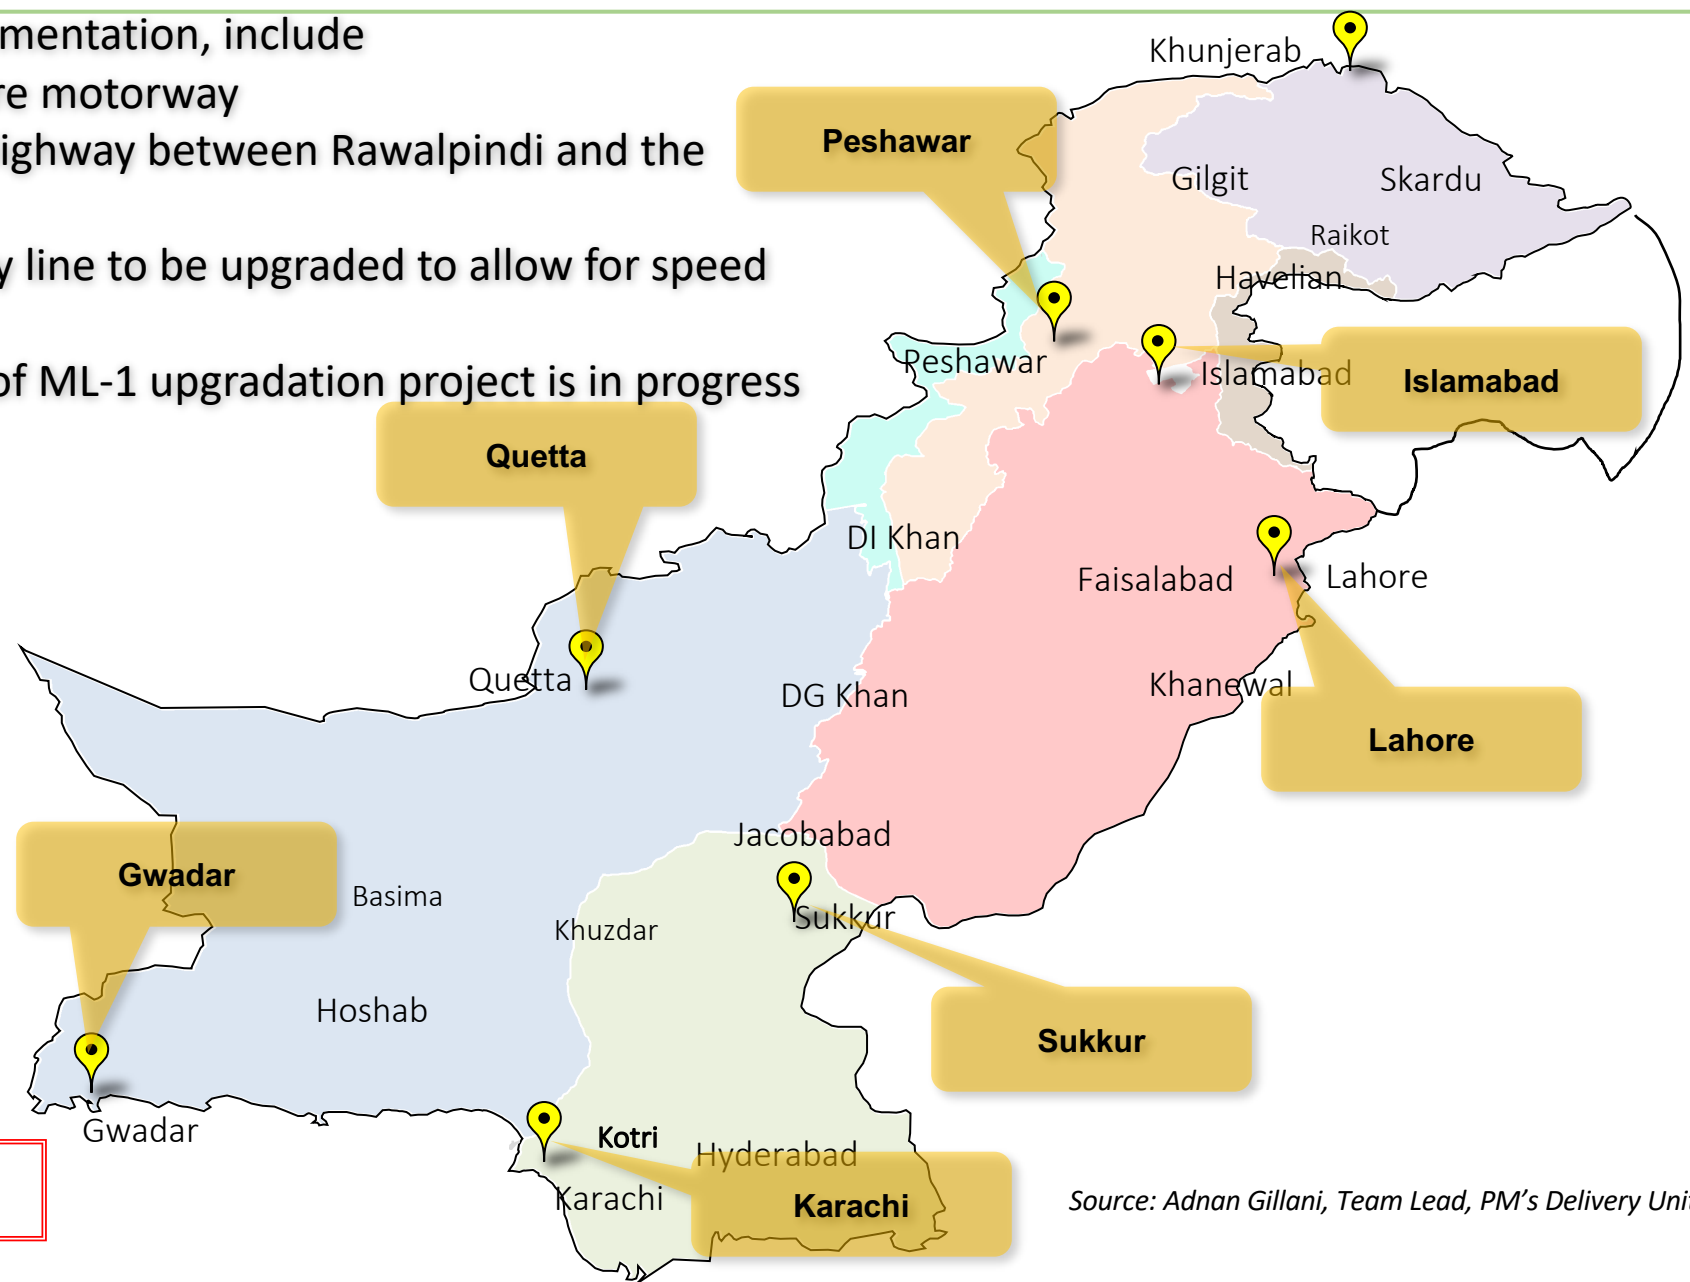 mentation, include
re motorway
ighway between Rawalpindi and the
y line to be upgraded to allow for speed
of ML-1 upgradation project is in progress
Khunjerab
Peshawar
Gilgit
Skardu
Raikot
Havelian
Peshawar
Islamabad
Islamabad
Quetta
DI Khan
Faisalabad
Lahore
Quetta
DG Khan
Khanewal
Lahore
Jacobabad
Gwadar
Basima
Sukkur
Khuzdar
Hoshab
Sukkur
Gwadar
Kotri
Hyderabad
Karachi
Karachi
Source: Adnan Gillani, Team Lead, PM’s Delivery Unit